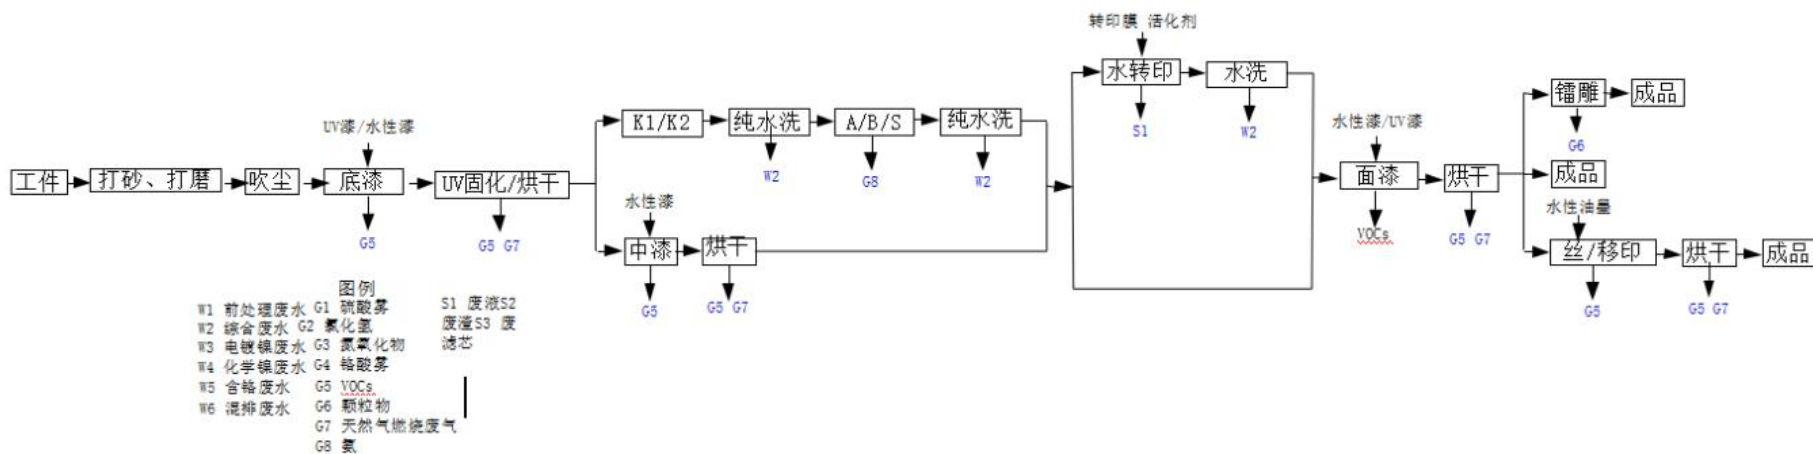 转印膜 活化剂
水转印
水洗
S1
W2
UV漆/水性漆
K1/K2
纯水洗
A/B/S
纯水洗
W2
G8
W2
工件
打砂、打磨
吹尘
底漆
UV固化/烘干
G5
G5 G7
水性漆
中漆
烘干
G5
G5 G7
水性漆/UV漆
面漆
烘干
VOCs
G5 G7
镭雕
成品
G6
成品
水性油墨
丝/移印
烘干
成品
G5
G5 G7
图例
W1 前处理废水 G1 硫酸雾
W2 综合废水 G2 氯化氢
W3 电镀镍废水 G3 氮氧化物
W4 化学镍废水 G4 铬酸雾
W5 含铬废水 G5 VOCs
W6 混排废水 G6 颗粒物
G7 天然气燃烧废气
G8 氨
S1 废液S2
废渣S3 废
滤芯